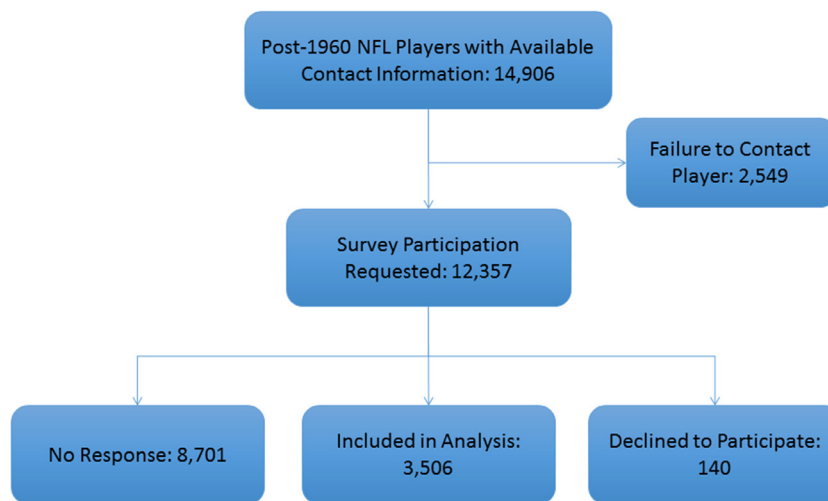 Post-1960 NFL Players with Available
Contact Information: 14,906
Failure to Contact
Player: 2,549
Survey Participation
Requested: 12,357
No Response: 8,701
Included in Analysis:
3,506
Declined to Participate:
140